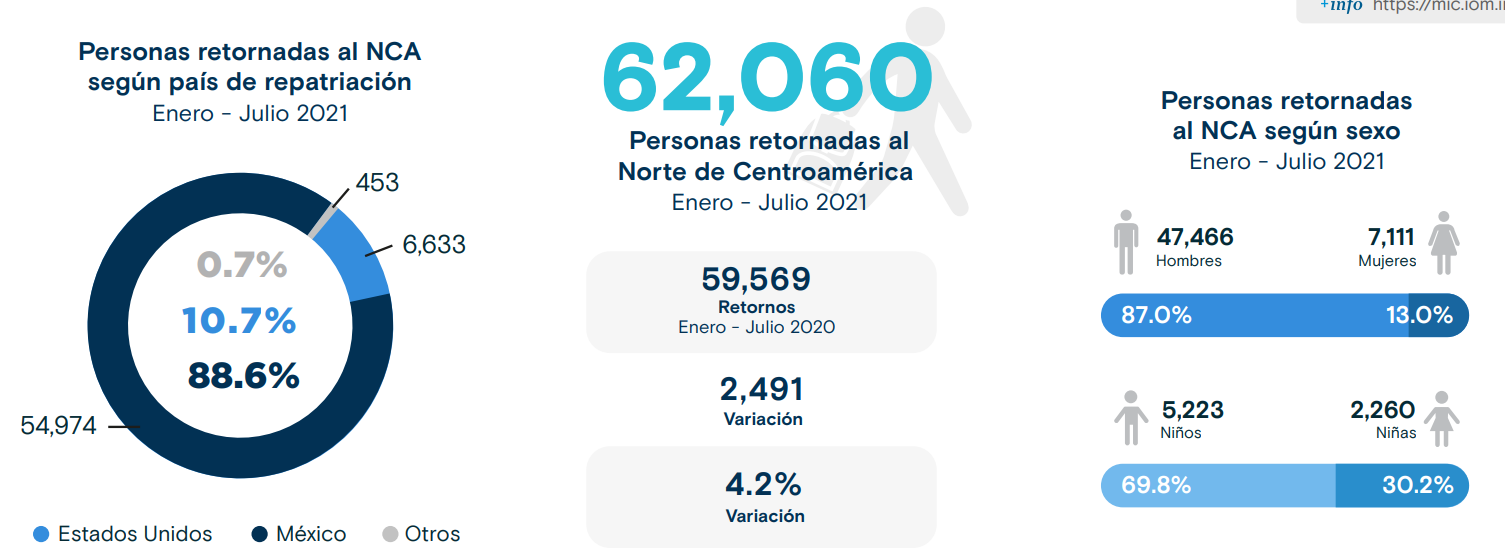 +info https://mic.iom.i
Personas retornadas al NCA
según país de repatriación
Enero - Julio 2021
453
6,633
0.7%
10.7%
88.6%
54,974
Estados Unidos
México
Otros
62,060
Personas retornadas al
Norte de Centroamérica
Enero - Julio 2021
59,569
Retornos
Enero - Julio 2020
2,491
Variación
4.2%
Variación
Personas retornadas
al NCA según sexo
Enero - Julio 2021
47,466
Hombres
7,111
Mujeres
87.0%
13.0%
5,223
Niños
2,260
Niñas
69.8%
30.2%